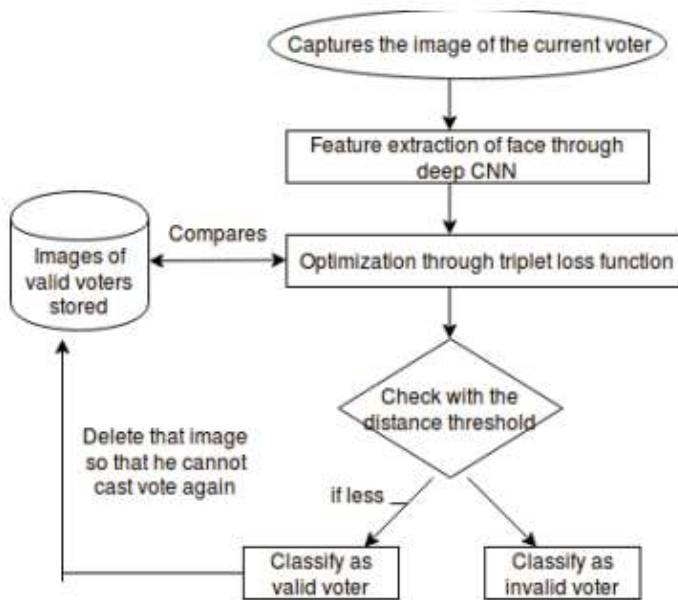 Captures the image of the current voter
Feature extraction of face through
deep CNN
Compares
Images of
valid voters
stored
Optimization through triplet loss function
Check with the
distance threshold
Delete that image
so that he cannot
cast vote again
if less
Classify as
valid voter
Classify as
invalid voter